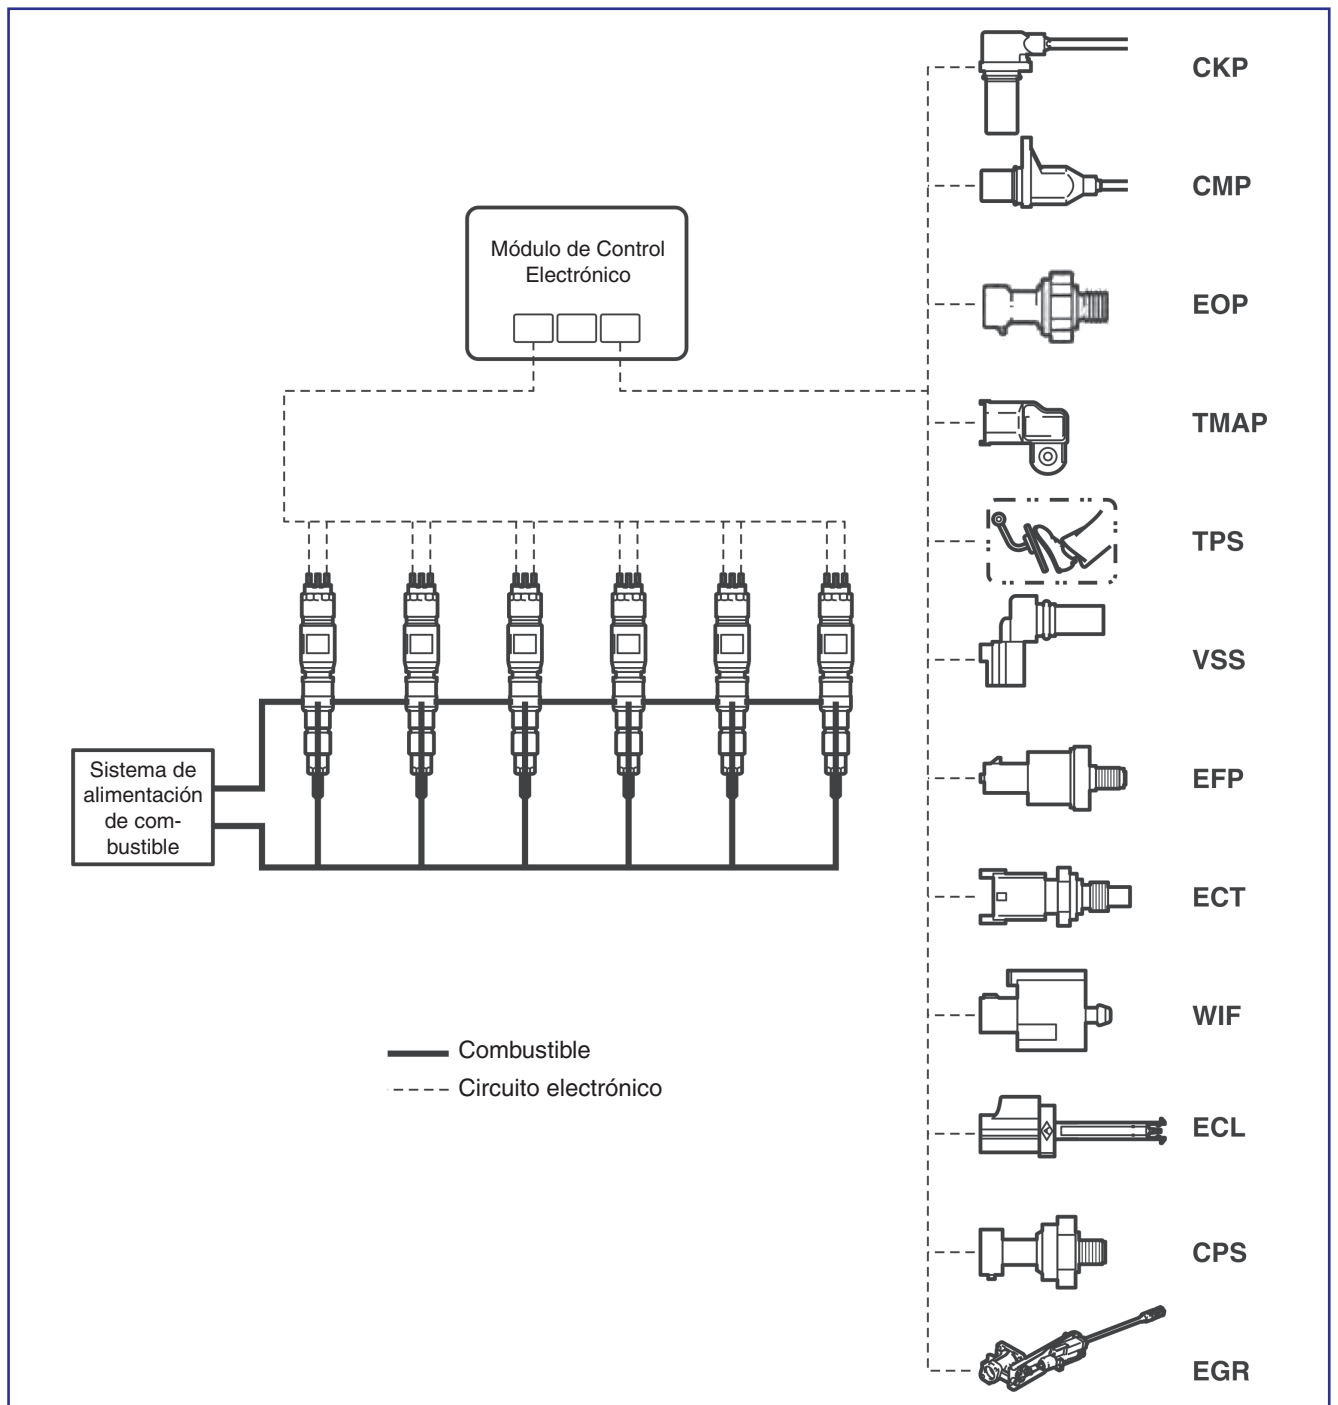 CKP
CMP
Módulo de Control
Electrónico
EOP
TMAP
TPS
VSS
Sistema de
alimentación
de com-
bustible
EFP
ECT
WIF
Combustible
Circuito electrónico
ECL
CPS
EGR